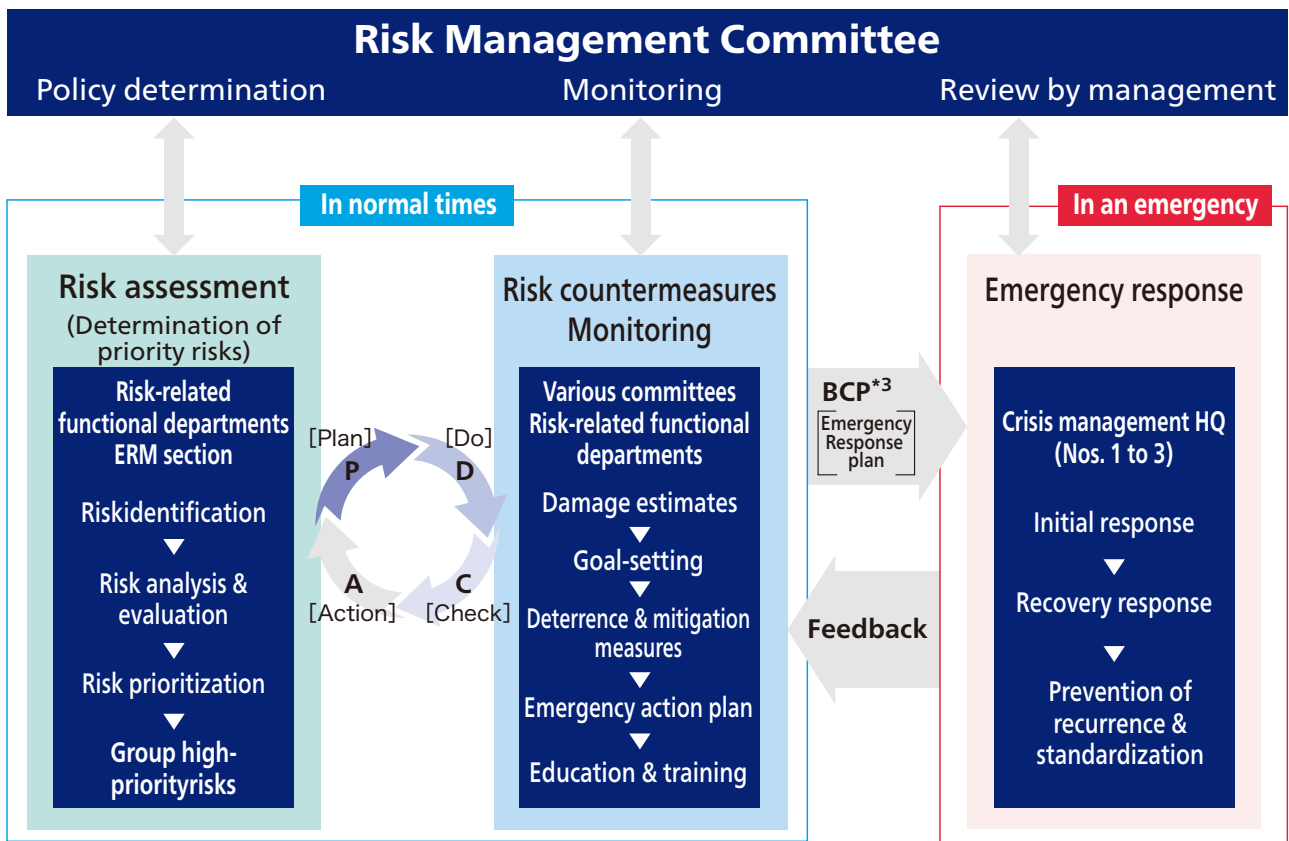 Risk Management Committee
Policy determination
Monitoring
Review by management
In normal times
In an emergency
Risk assessment
(Determination of
priority risks)
Risk-related
functional departments
ERM section
Riskidentification
Risk analysis &
evaluation
Risk prioritization
Group high-
priorityrisks
[Plan]
P
[Do]
D
A
[Action]
C
[Check]
Risk countermeasures
Monitoring
Various committees
Risk-related functional
departments
Damage estimates
Goal-setting
Deterrence & mitigation
measures
Emergency action plan
Education & training
BCP*3
[Emergency
Response
plan]
Feedback
Emergency response
Crisis management HQ
(Nos. 1 to 3)
Initial response
Recovery response
Prevention of
recurrence &
standardization